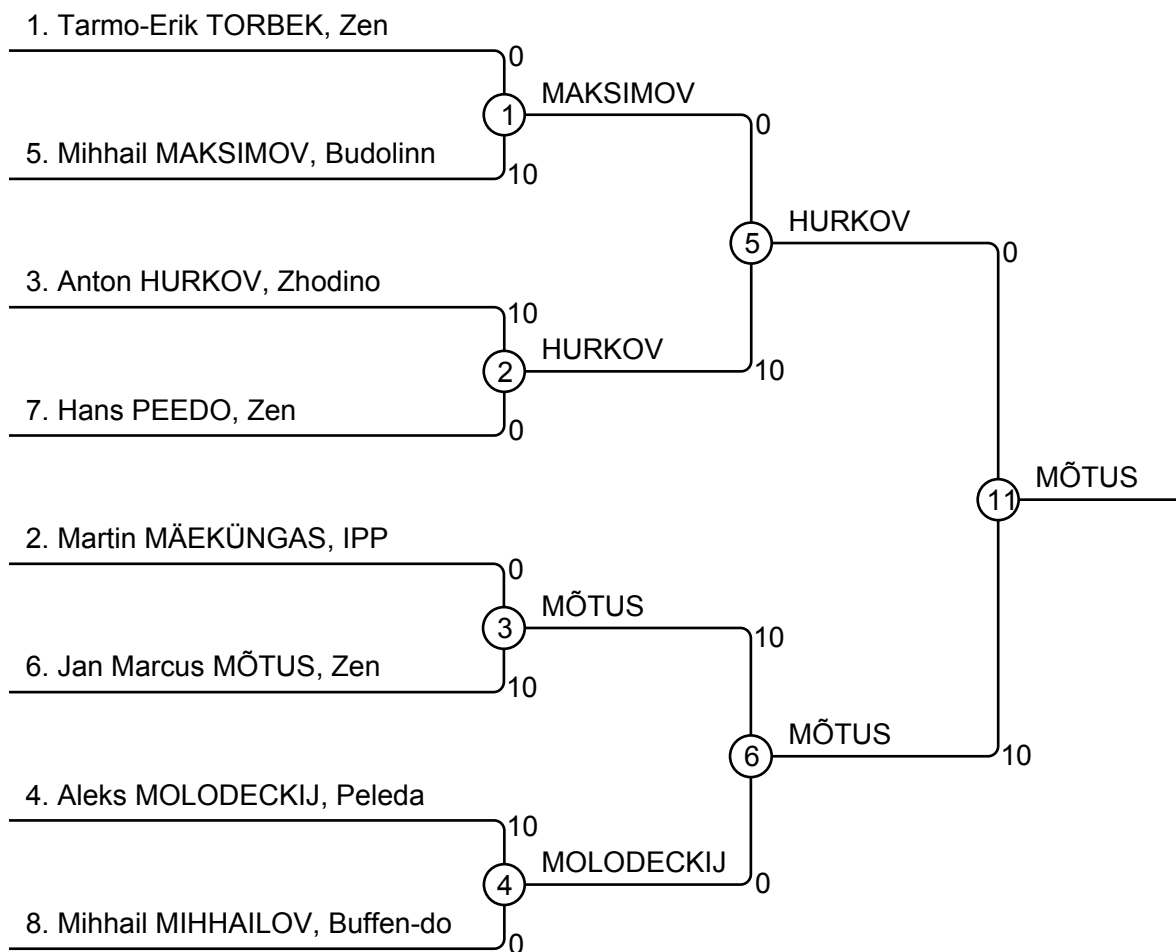 1. Tarmo-Erik TORBEK, Zen
0
1
MAKSIMOV
0
5. Mihhail MAKSIMOV, Budolinn
10
5
HURKOV
0
3. Anton HURKOV, Zhodino
10
2
HURKOV
10
7. Hans PEEDO, Zen
0
11
MÕTUS
2. Martin MÄEKÜNGAS, IPP
0
3
MÕTUS
10
6. Jan Marcus MÕTUS, Zen
10
6
MÕTUS
10
4. Aleks MOLODECKIJ, Peleda
10
4
MOLODECKIJ
0
8. Mihhail MIHHAILOV, Buffen-do
0